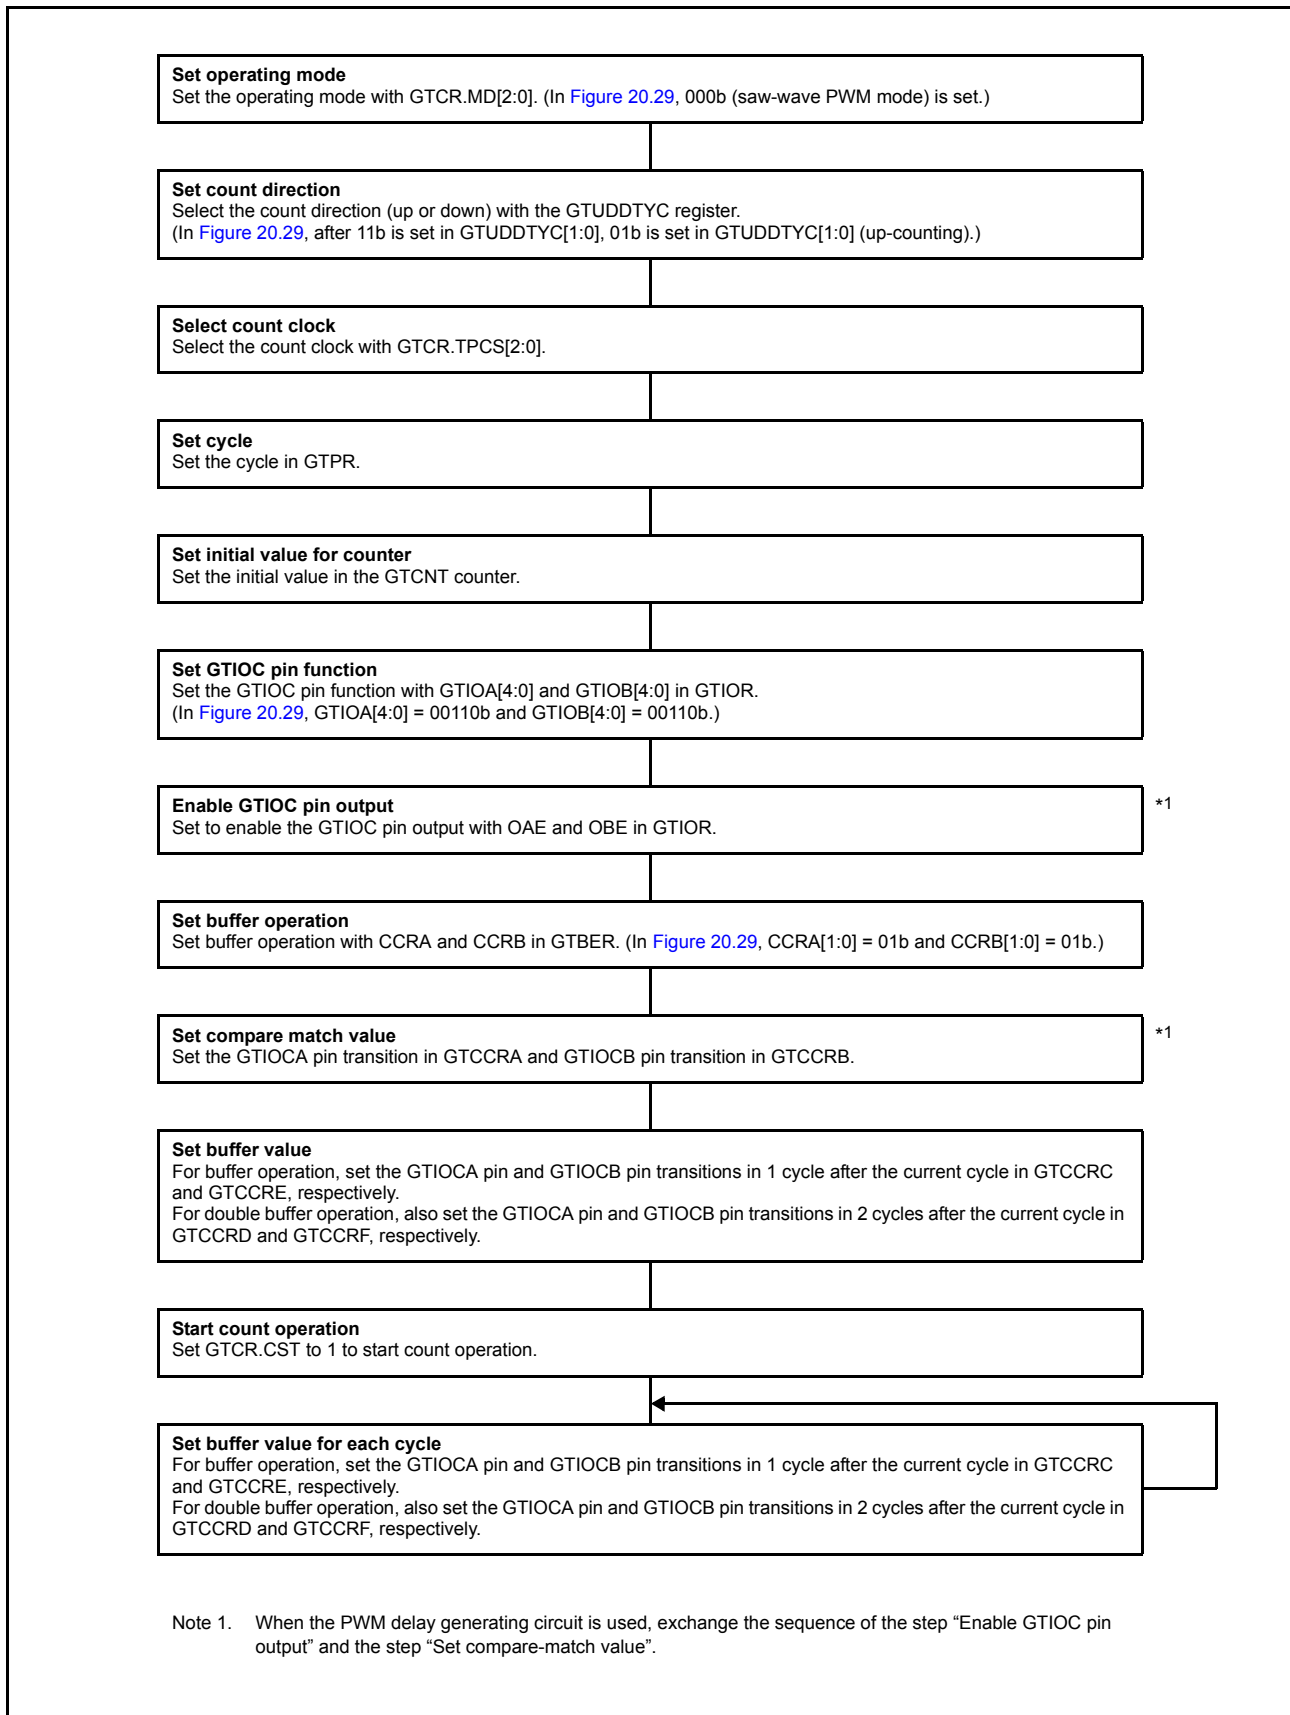 Set operating mode
Set the operating mode with GTCR.MD[2:0]. (In Figure 20.29, 000b (saw-wave PWM mode) is set.)
Set count direction
Select the count direction (up or down) with the GTUDDTYC register.
(In Figure 20.29, after 11b is set in GTUDDTYC[1:0], 01b is set in GTUDDTYC[1:0] (up-counting).)
Select count clock
Select the count clock with GTCR.TPCS[2:0].
Set cycle
Set the cycle in GTPR.
Set initial value for counter
Set the initial value in the GTCNT counter.
Set GTIOC pin function
Set the GTIOC pin function with GTIOA[4:0] and GTIOB[4:0] in GTIOR.
(In Figure 20.29, GTIOA[4:0] = 00110b and GTIOB[4:0] = 00110b.)
Enable GTIOC pin output
Set to enable the GTIOC pin output with OAE and OBE in GTIOR.
*1
Set buffer operation
Set buffer operation with CCRA and CCRB in GTBER. (In Figure 20.29, CCRA[1:0] = 01b and CCRB[1:0] = 01b.)
Set compare match value
Set the GTIOCA pin transition in GTCCRA and GTIOCB pin transition in GTCCRB.
*1
Set buffer value
For buffer operation, set the GTIOCA pin and GTIOCB pin transitions in 1 cycle after the current cycle in GTCCRC
and GTCCRE, respectively.
For double buffer operation, also set the GTIOCA pin and GTIOCB pin transitions in 2 cycles after the current cycle in
GTCCRD and GTCCRF, respectively.
Start count operation
Set GTCR.CST to 1 to start count operation.
Set buffer value for each cycle
For buffer operation, set the GTIOCA pin and GTIOCB pin transitions in 1 cycle after the current cycle in GTCCRC
and GTCCRE, respectively.
For double buffer operation, also set the GTIOCA pin and GTIOCB pin transitions in 2 cycles after the current cycle in
GTCCRD and GTCCRF, respectively.
Note 1. When the PWM delay generating circuit is used, exchange the sequence of the step “Enable GTIOC pin
output” and the step “Set compare-match value”.